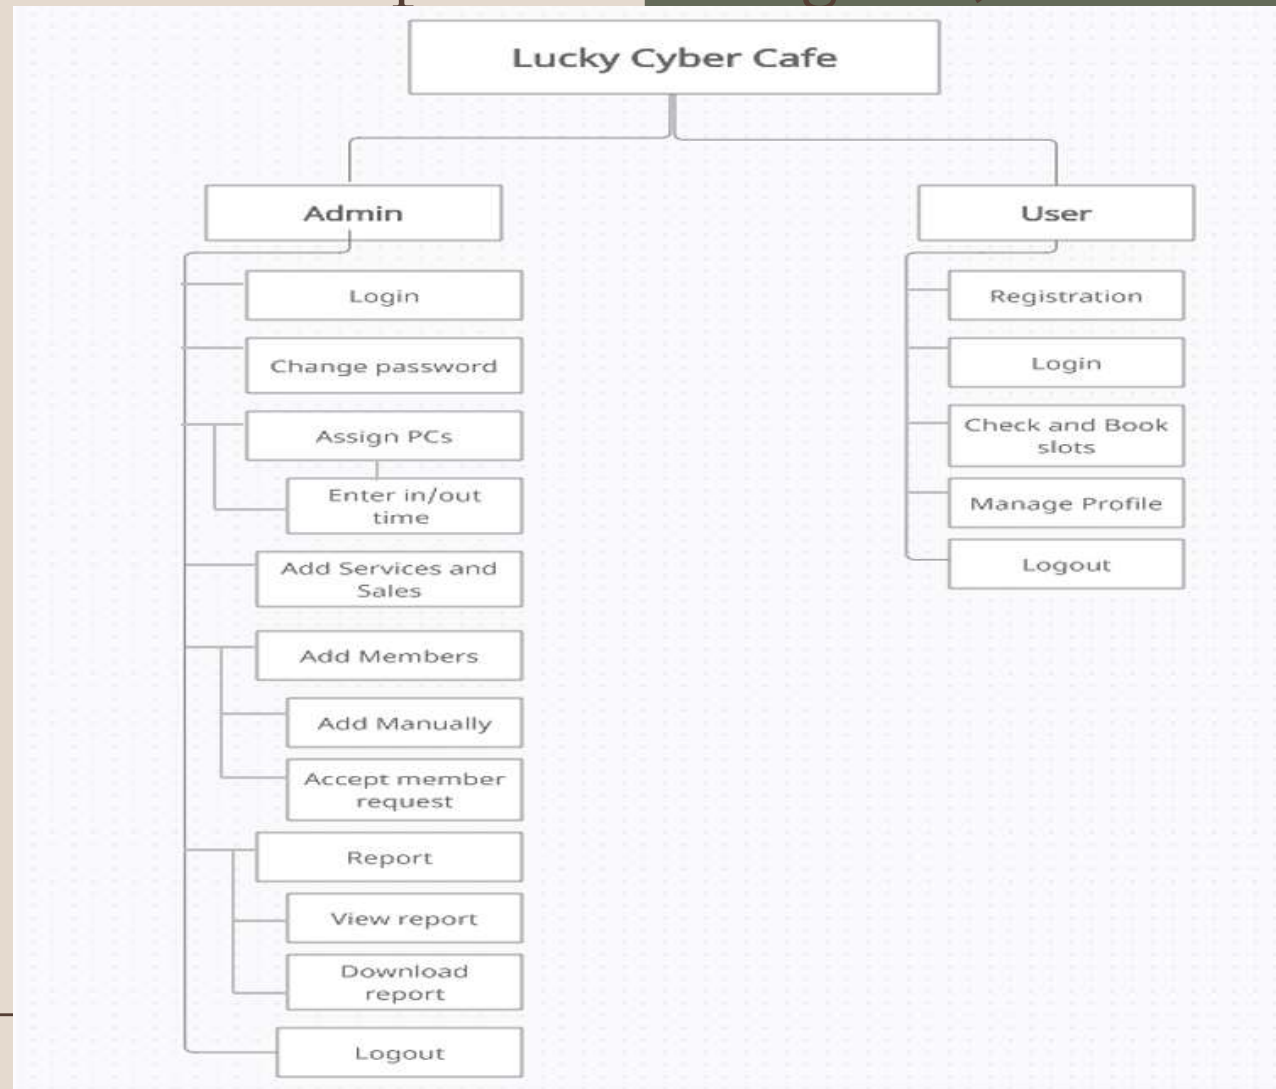 Lucky Cyber Cafe
Admin
Login
Change password
Assign PCs
Enter in/out
time
Add Services and
Sales
Add Members
Add Manually
Accept member
request
Report
View report
Download
report
Logout
User
Registration
Login
Check and Book
slots
Manage Profile
Logout